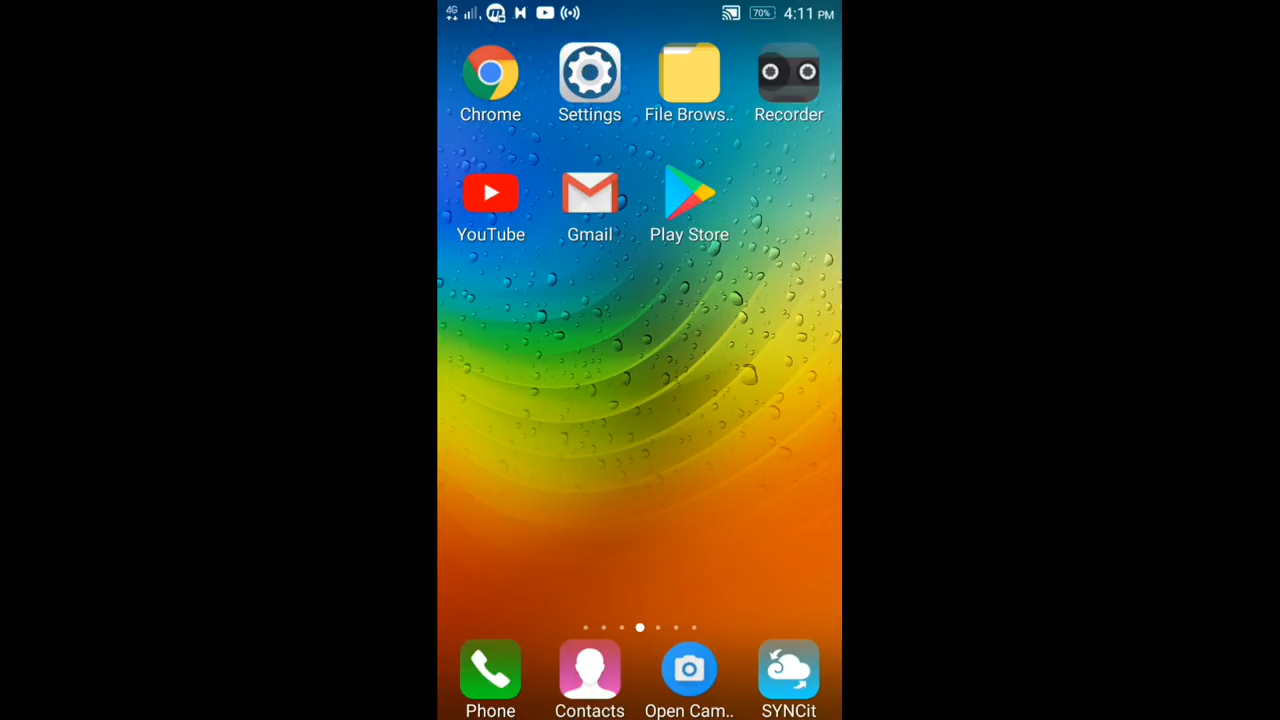 4G 70% 4:11 PM
Chrome Settings File Brows.. Recorder
YouTube Gmail Play Store
Phone Contacts Open Cam.. SYNCit